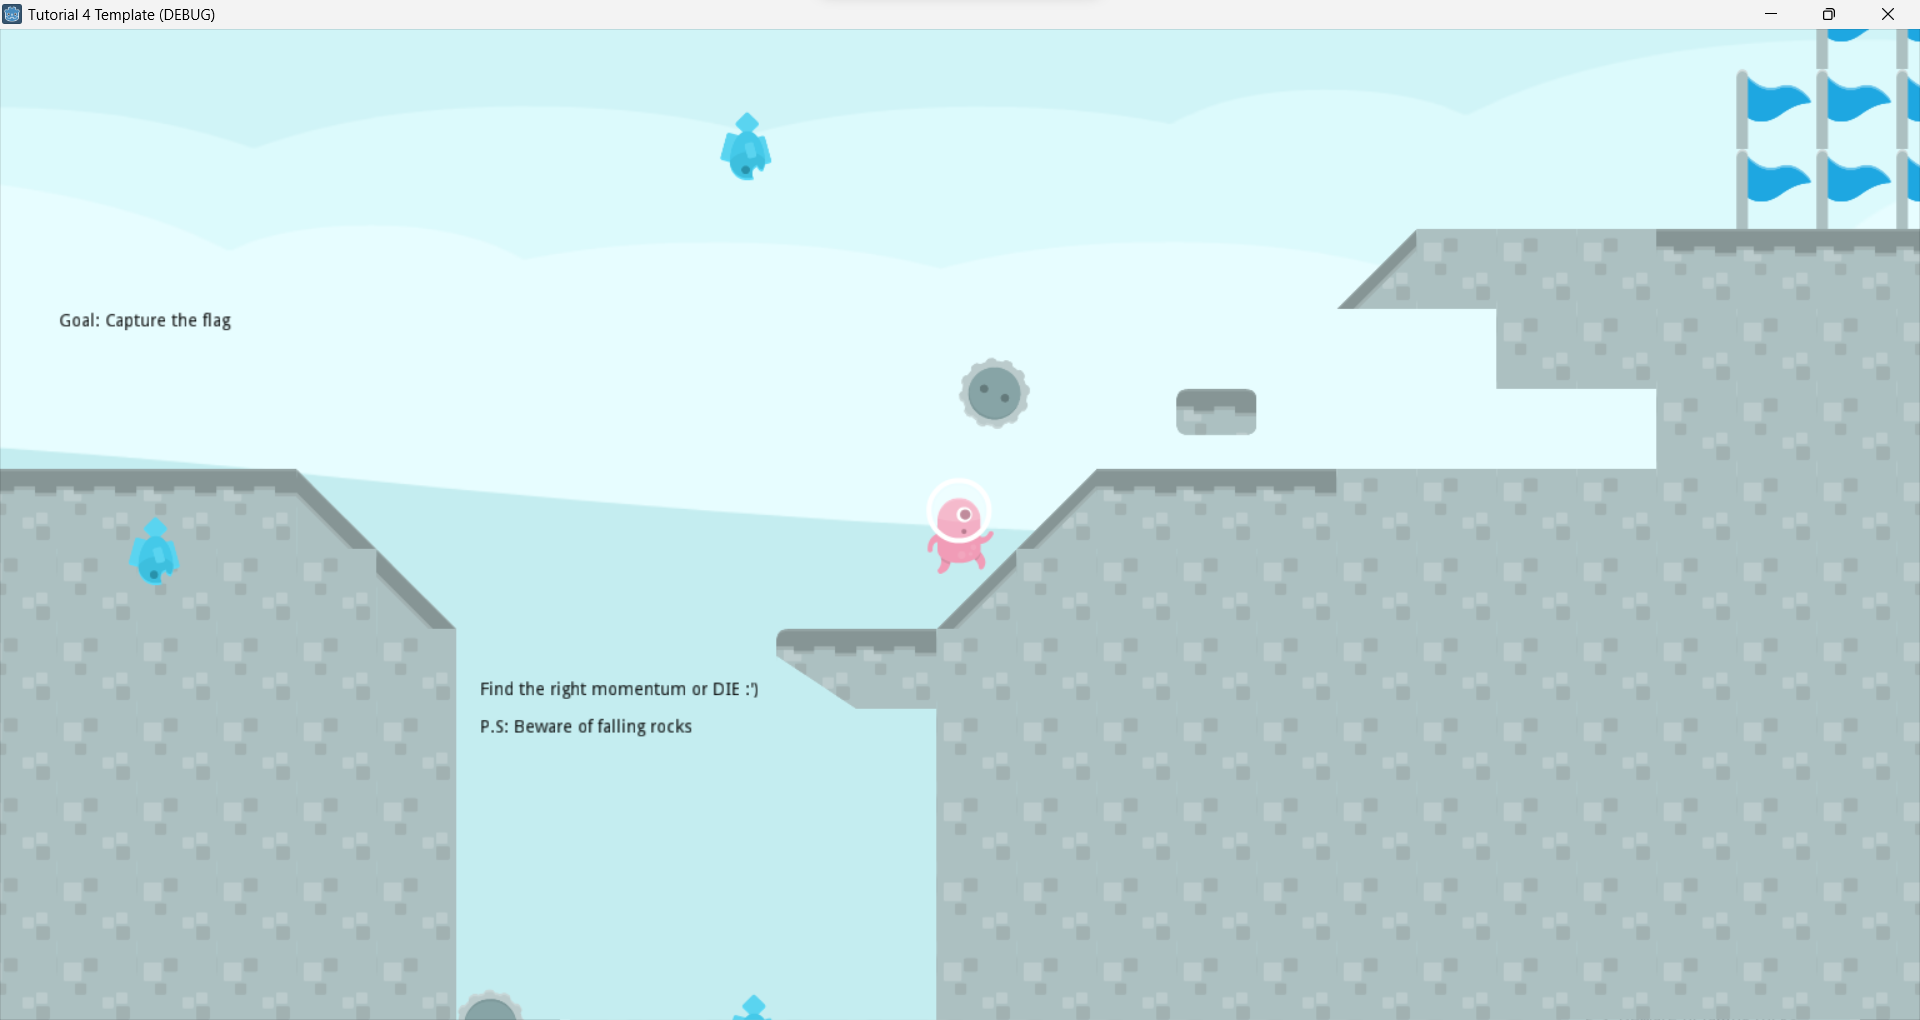 Tutorial 4 Template (DEBUG)
Goal: Capture the flag
Find the right momentum or DIE :')
P.S: Beware of falling rocks